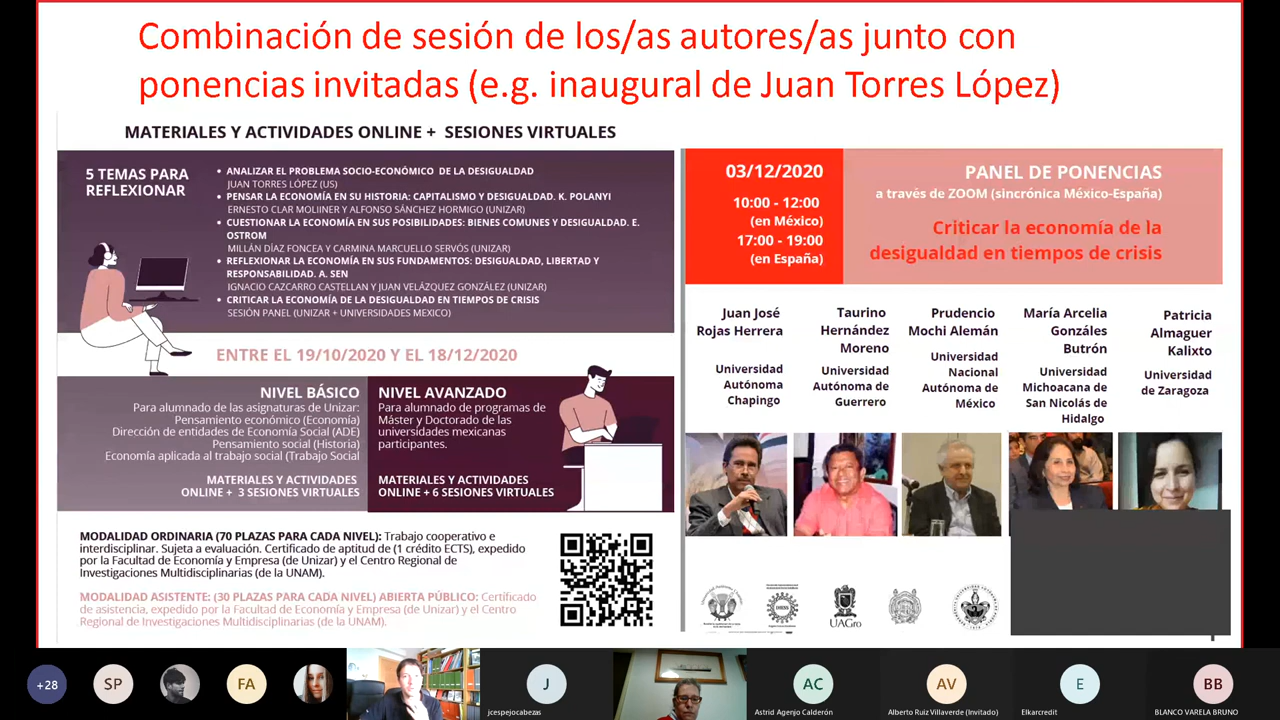 Combinación de sesión de los/as autores/as junto con
ponencias invitadas (e.g. inaugural de Juan Torres López)
MATERIALES Y ACTIVIDADES ONLINE + SESIONES VIRTUALES
5 TEMAS PARA
REFLEXIONAR
• ANALIZAR EL PROBLEMA SOCIO-ECONÓMICO DE LA DESIGUALDAD
JUAN TORRES LÓPEZ (US)
• PENSAR LA ECONOMÍA EN SU HISTORIA: CAPITALISMO Y DESIGUALDAD. K. POLANYI
ERNESTO CLAR MOLIINER Y ALFONSO SÁNCHEZ HORMIGO (UNIZAR)
• CUESTIONAR LA ECONOMÍA EN SUS POSIBILIDADES: BIENES COMUNES Y DESIGUALDAD. E.
OSTROM
MILLÁN DÍAZ FONCEA Y CARMINA MARCUELLO SERVÓS (UNIZAR)
• REFLEXIONAR LA ECONOMÍA EN SUS FUNDAMENTOS: DESIGUALDAD, LIBERTAD Y
RESPONSABILIDAD. A. SEN
IGNACIO CAZCARRO CASTELLAN Y JUAN VELÁZQUEZ GONZÁLEZ (UNIZAR)
• CRITICAR LA ECONOMÍA DE LA DESIGUALDAD EN TIEMPOS DE CRISIS
SESIÓN PANEL (UNIZAR + UNIVERSIDADES MEXICO)
ENTRE EL 19/10/2020 Y EL 18/12/2020
NIVEL BÁSICO
Para alumnado de las asignaturas de Unizar:
Pensamiento económico (Economía)
Dirección de entidades de Economía Social (ADE)
Pensamiento social (Historia)
Economía aplicada al trabajo social (Trabajo Social
MATERIALES Y ACTIVIDADES
ONLINE + 3 SESIONES VIRTUALES
NIVEL AVANZADO
Para alumnado de programas de
Máster y Doctorado de las
universidades mexicanas
participantes.
MATERIALES Y ACTIVIDADES
ONLINE + 6 SESIONES VIRTUALES
MODALIDAD ORDINARIA (70 PLAZAS PARA CADA NIVEL): Trabajo cooperativo e
interdisciplinar. Sujeta a evaluación. Certificado de aptitud de (1 crédito ECTS), expedido
por la Facultad de Economía y Empresa (de Unizar) y el Centro Regional de
Investigaciones Multidisciplinarias (de la UNAM).
MODALIDAD ASISTENTE: (30 PLAZAS PARA CADA NIVEL) ABIERTA PÚBLICO: Certificado
de asistencia, expedido por la Facultad de Economía y Empresa (de Unizar) y el Centro
Regional de Investigaciones Multidisciplinarias (de la UNAM).
03/12/2020
10:00 - 12:00
(en México)
17:00 - 19:00
(en España)
PANEL DE PONENCIAS
a través de ZOOM (sincrónica México-España)
Criticar la economía de la
desigualdad en tiempos de crisis
Juan José
Rojas Herrera
Universidad
Autónoma
Chapingo
Taurino
Hernández
Moreno
Universidad
Autónoma de
Guerrero
Prudencio
Mochi Alemán
Universidad
Nacional
Autónoma de
México
María Arcelia
Gonzáles
Butrón
Universidad
Michoacana de
San Nicolás de
Hidalgo
Patricia
Almaguer
Kalixto
Universidad
de Zaragoza
UAGro
+28
SP
FA
J
jcespejocabezas
AC
Astrid Agenjo Calderón
AV
Alberto Ruiz Villaverde (Invitado)
E
Elkarcredit
BB
BLANCO VARELA BRUNO